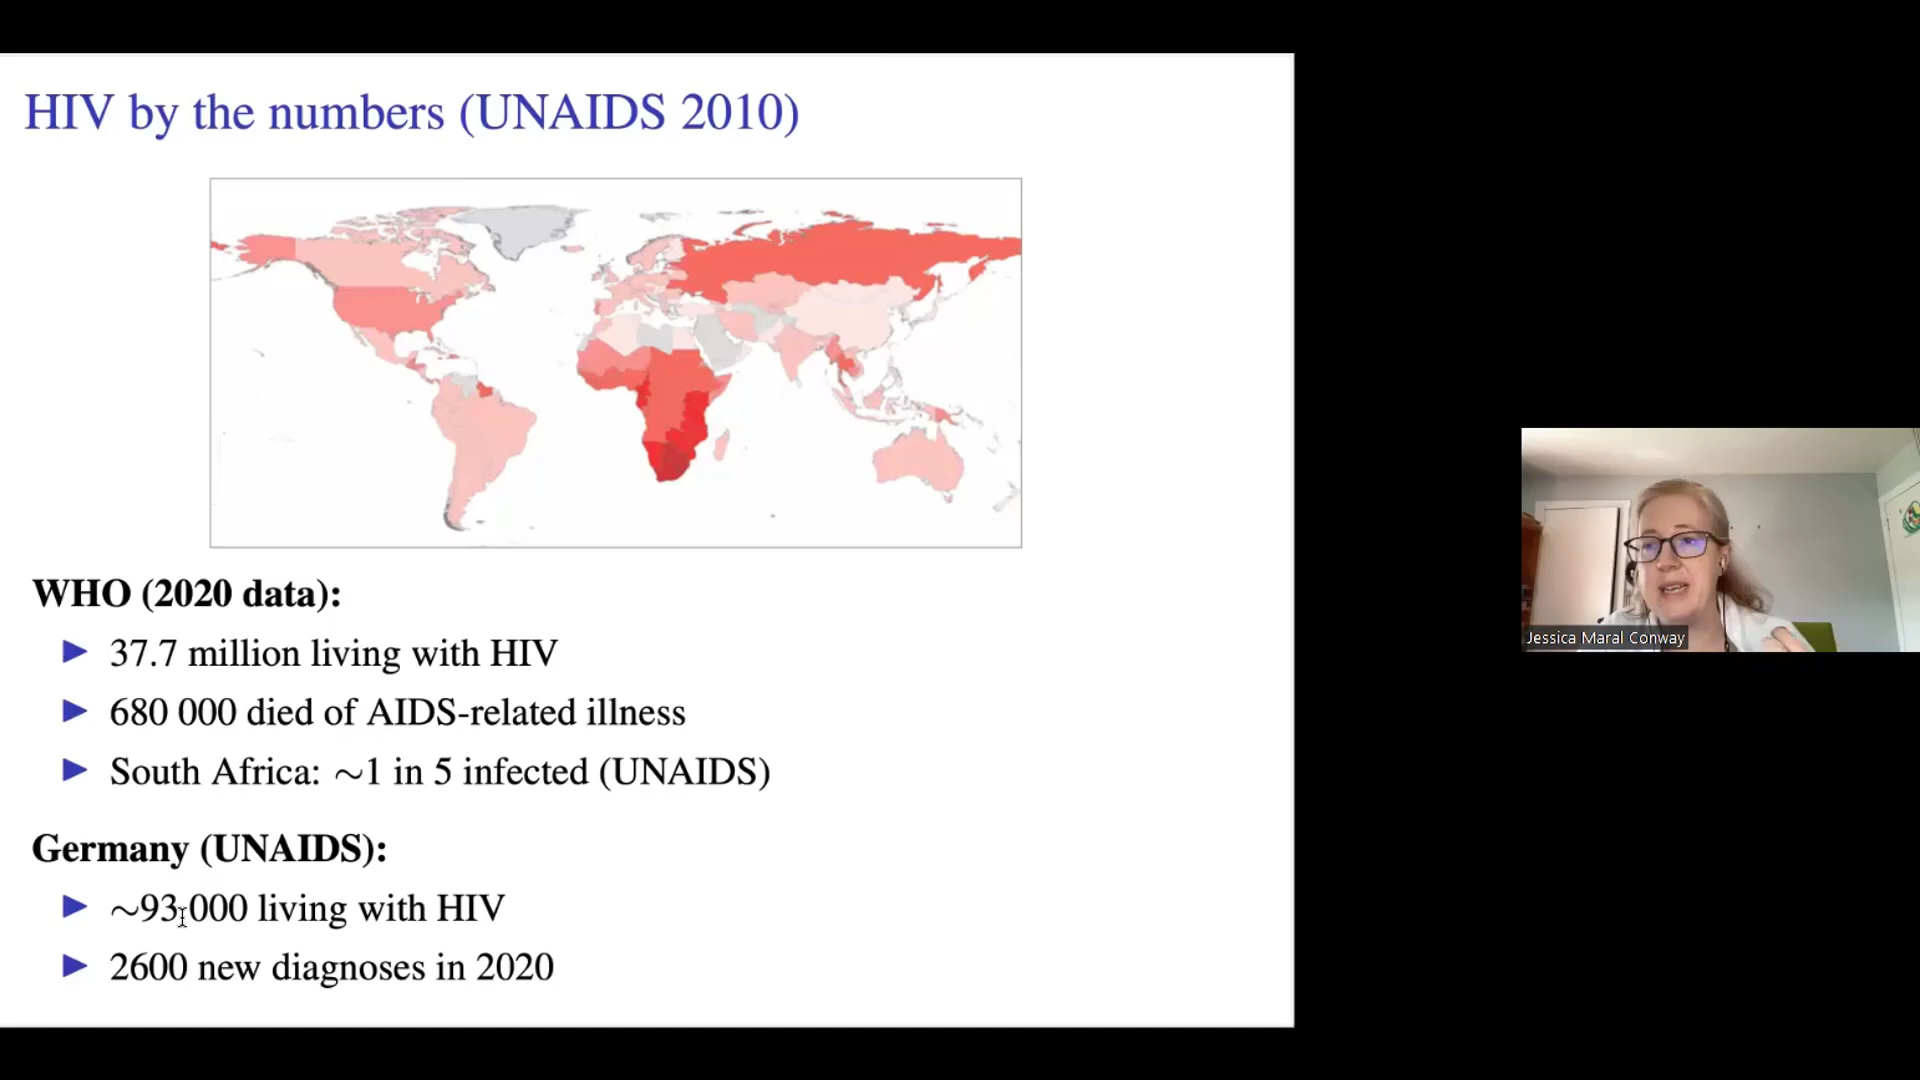 HIV by the numbers (UNAIDS 2010)
WHO (2020 data):
37.7 million living with HIV
680 000 died of AIDS-related illness
South Africa: ∼1 in 5 infected (UNAIDS)
Germany (UNAIDS):
∼93,000 living with HIV
2600 new diagnoses in 2020
Jessica Maral Conway